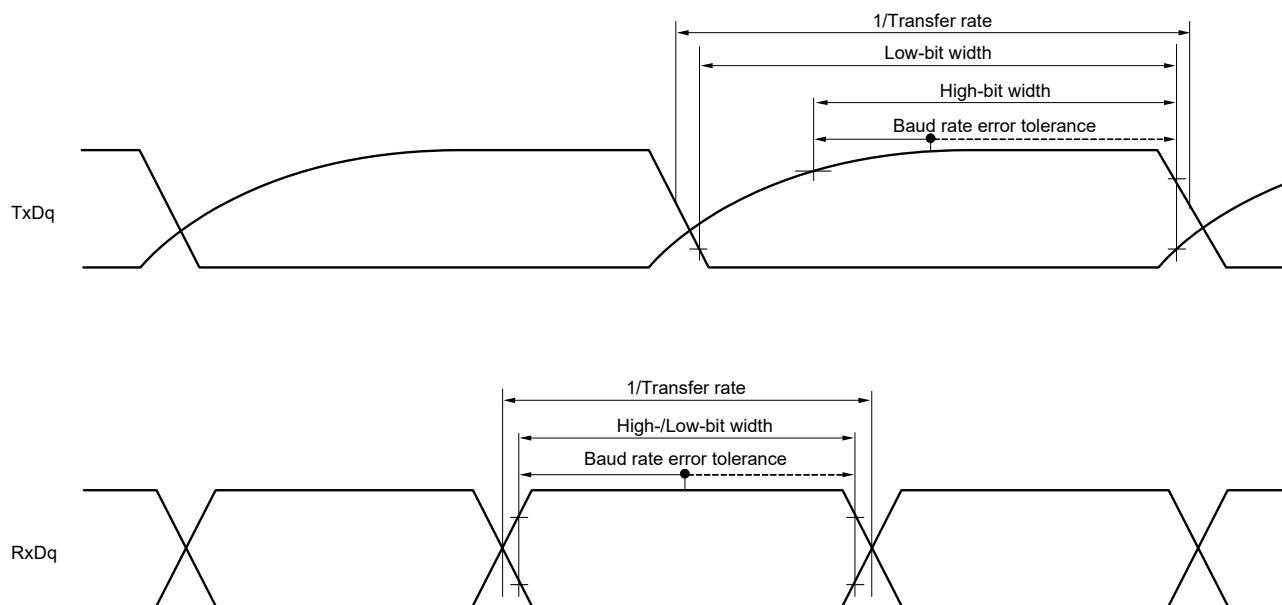 1/Transfer rate
Low-bit width
High-bit width
Baud rate error tolerance
TxDq
1/Transfer rate
High-/Low-bit width
Baud rate error tolerance
RxDq